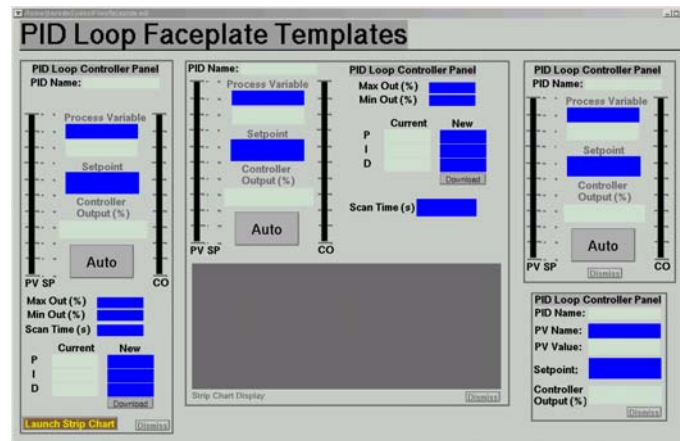 PID Loop Faceplate Templates
PID Loop Controller Panel
PID Name:
Process Variable
Setpoint
Controller
Output (%)
Auto
PV SP
CO
Max Out (%)
Min Out (%)
Scan Time (s)
Current New
P
I
D
Download
Launch Strip Chart
Dismiss
PID Name:
Process Variable
Setpoint
Controller
Output (%)
Auto
PV SP
CO
PID Loop Controller Panel
Max Out (%)
Min Out (%)
Current New
P
I
D
Download
Scan Time (s)
Strip Chart Display
Dismiss
PID Loop Controller Panel
PID Name:
Process Variable
Setpoint
Controller
Output (%)
Auto
PV SP
CO
Dismiss
PID Loop Controller Panel
PID Name:
PV Name:
PV Value:
Setpoint:
Controller
Output (%)
Dismiss